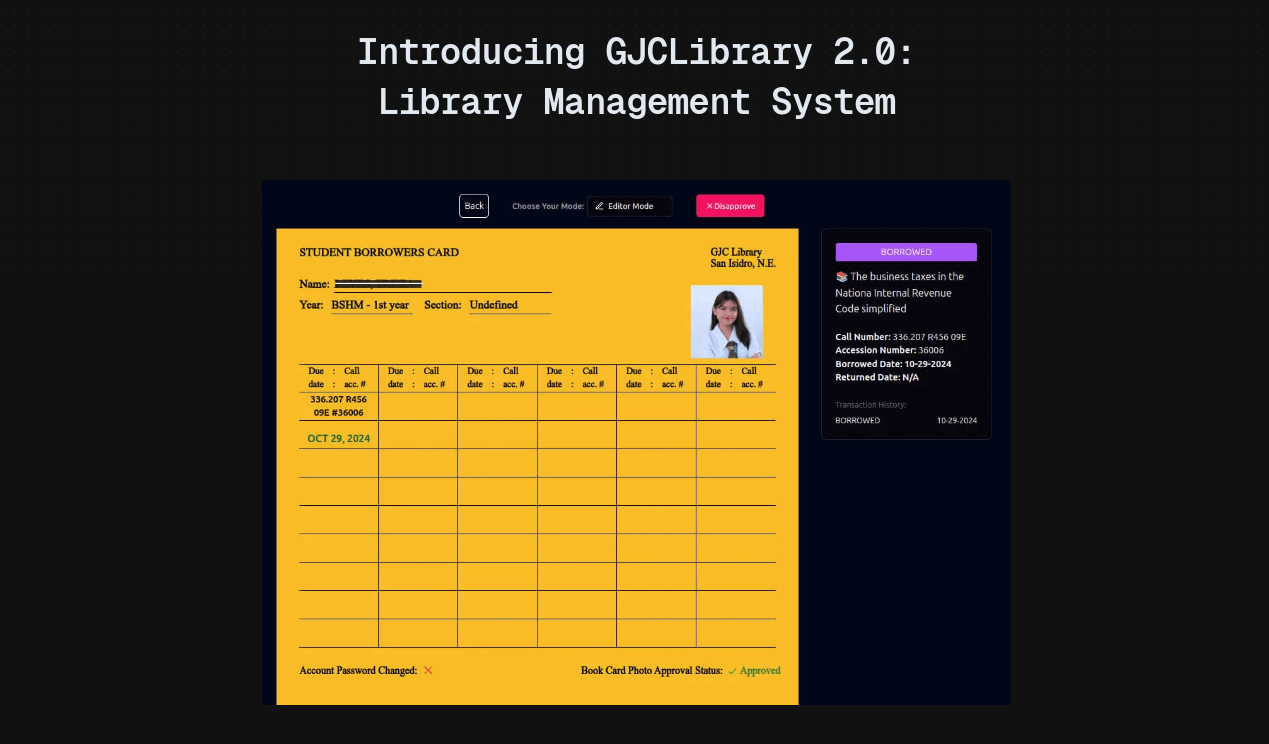 Introducing GJCLibrary 2.0:
Library Management System
Back
Choose Your Mode:
Editor Mode
Disapprove
STUDENT BORROWERS CARD
GJC Library
San Isidro, N.E.
Name:
Year: BSHM - 1st year Section: Undefined
Due : Call Due : Call Due : Call Due : Call Due : Call Due : Call
date : acc. # date : acc. # date : acc. # date : acc. # date : acc. # date : acc. #
336.207 R456
09E #36006
OCT 29, 2024
Account Password Changed:
Book Card Photo Approval Status: Approved
BORROWED
📚 The business taxes in the
Nationa Internal Revenue
Code simplified
Call Number: 336.207 R456 09E
Accession Number: 36006
Borrowed Date: 10-29-2024
Returned Date: N/A
Transaction History:
BORROWED 10-29-2024